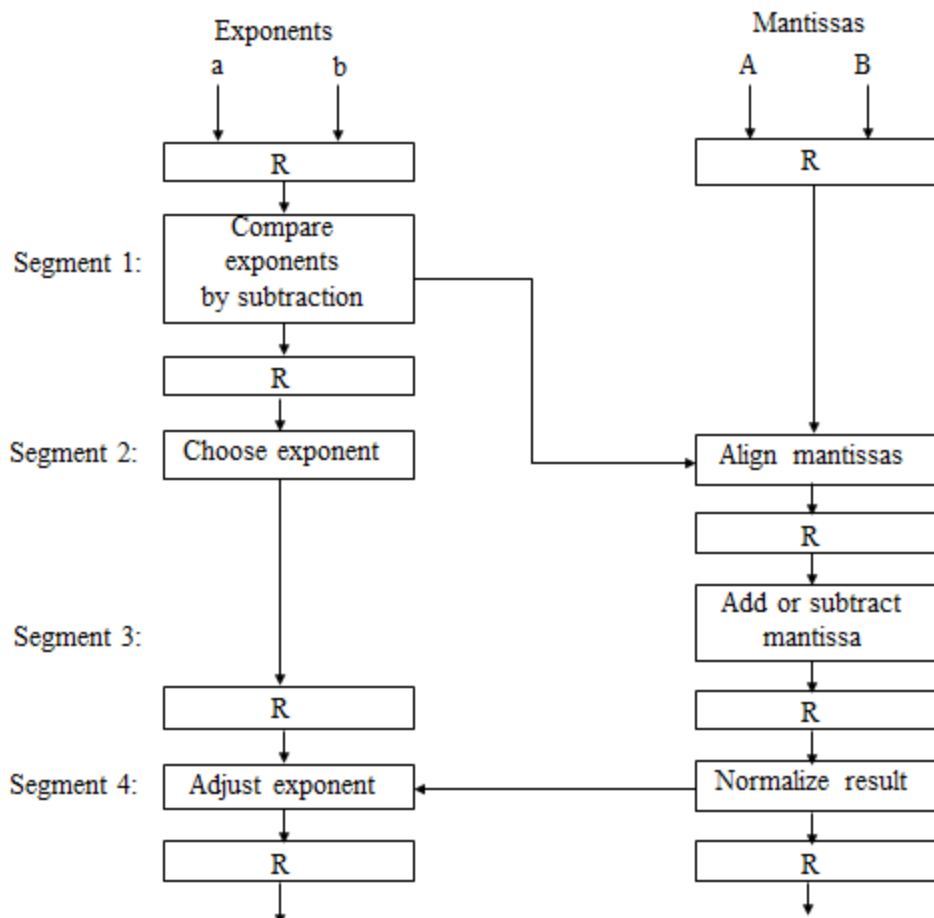 Exponents
a b
Mantissas
A B
R
R
Segment 1:
Compare
exponents
by subtraction
R
Segment 2:
Choose exponent
Align mantissas
R
Segment 3:
Add or subtract
mantissa
R
R
Segment 4:
Adjust exponent
Normalize result
R
R